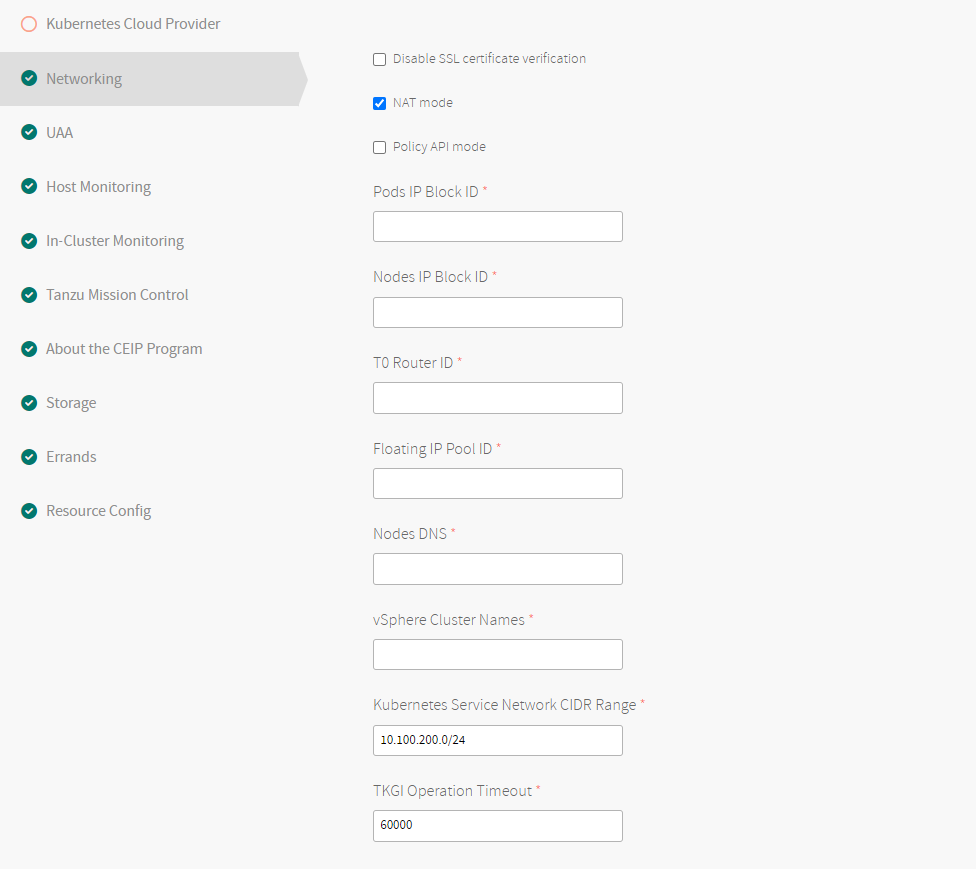 Kubernetes Cloud Provider
Networking
UAA
Host Monitoring
In-Cluster Monitoring
Tanzu Mission Control
About the CEIP Program
Storage
Errands
Resource Config
Disable SSL certificate verification
NAT mode
Policy API mode
Pods IP Block ID *
Nodes IP Block ID *
T0 Router ID *
Floating IP Pool ID *
Nodes DNS *
vSphere Cluster Names *
Kubernetes Service Network CIDR Range *
10.100.200.0/24
TKGI Operation Timeout *
60000